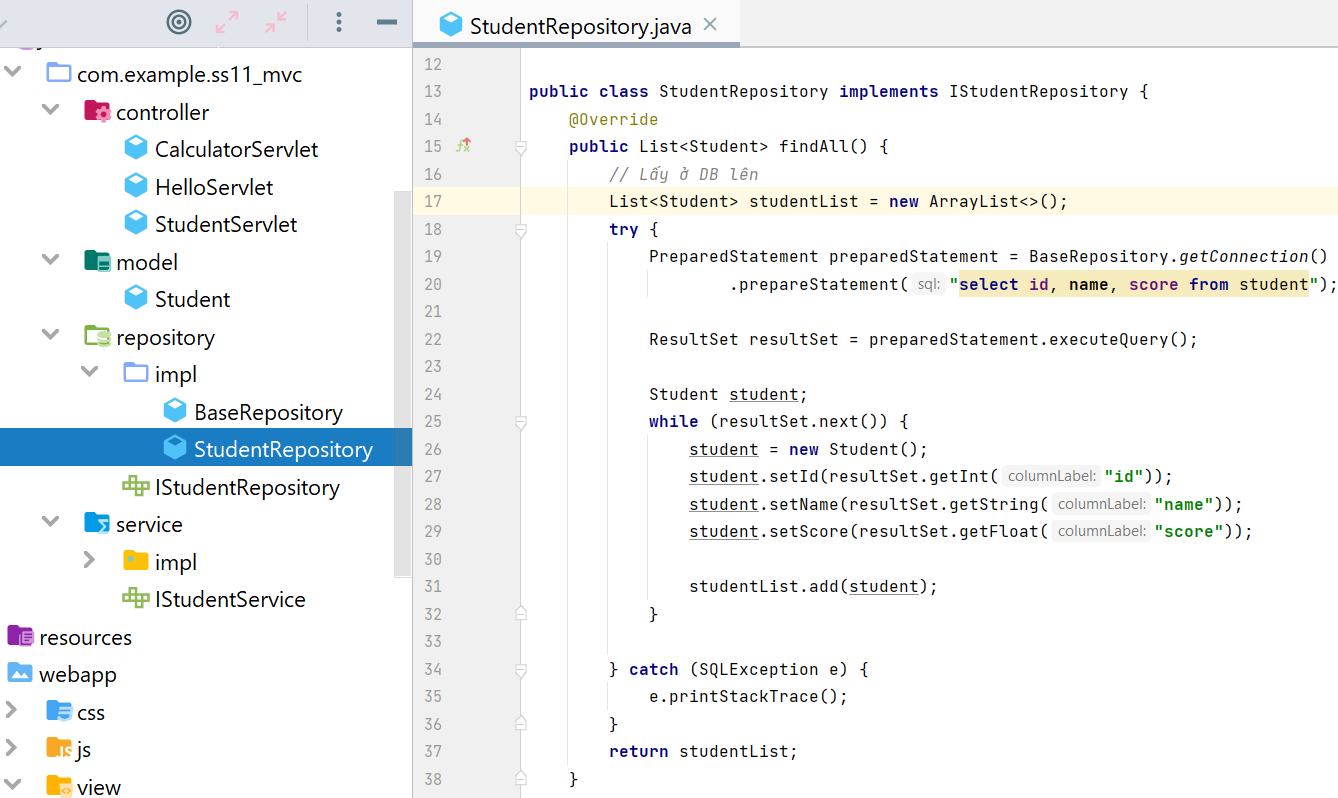 com.example.ss11_mvc
controller
CalculatorServlet
HelloServlet
StudentServlet
model
Student
repository
impl
BaseRepository
StudentRepository
IStudentRepository
service
impl
IStudentService
resources
webapp
css
js
view
StudentRepository.java
12
13 public class StudentRepository implements IStudentRepository {
14 @Override
15 public List<Student> findAll() {
16 // Lấy ở DB lên
17 List<Student> studentList = new ArrayList<>();
18 try {
19 PreparedStatement preparedStatement = BaseRepository.getConnection()
20 .prepareStatement( sql: "select id, name, score from student");
21
22 ResultSet resultSet = preparedStatement.executeQuery();
23
24 Student student;
25 while (resultSet.next()) {
26 student = new Student();
27 student.setId(resultSet.getInt( columnLabel: "id"));
28 student.setName(resultSet.getString( columnLabel: "name"));
29 student.setScore(resultSet.getFloat( columnLabel: "score"));
30
31 studentList.add(student);
32 }
33
34 } catch (SQLException e) {
35 e.printStackTrace();
36 }
37 return studentList;
38 }